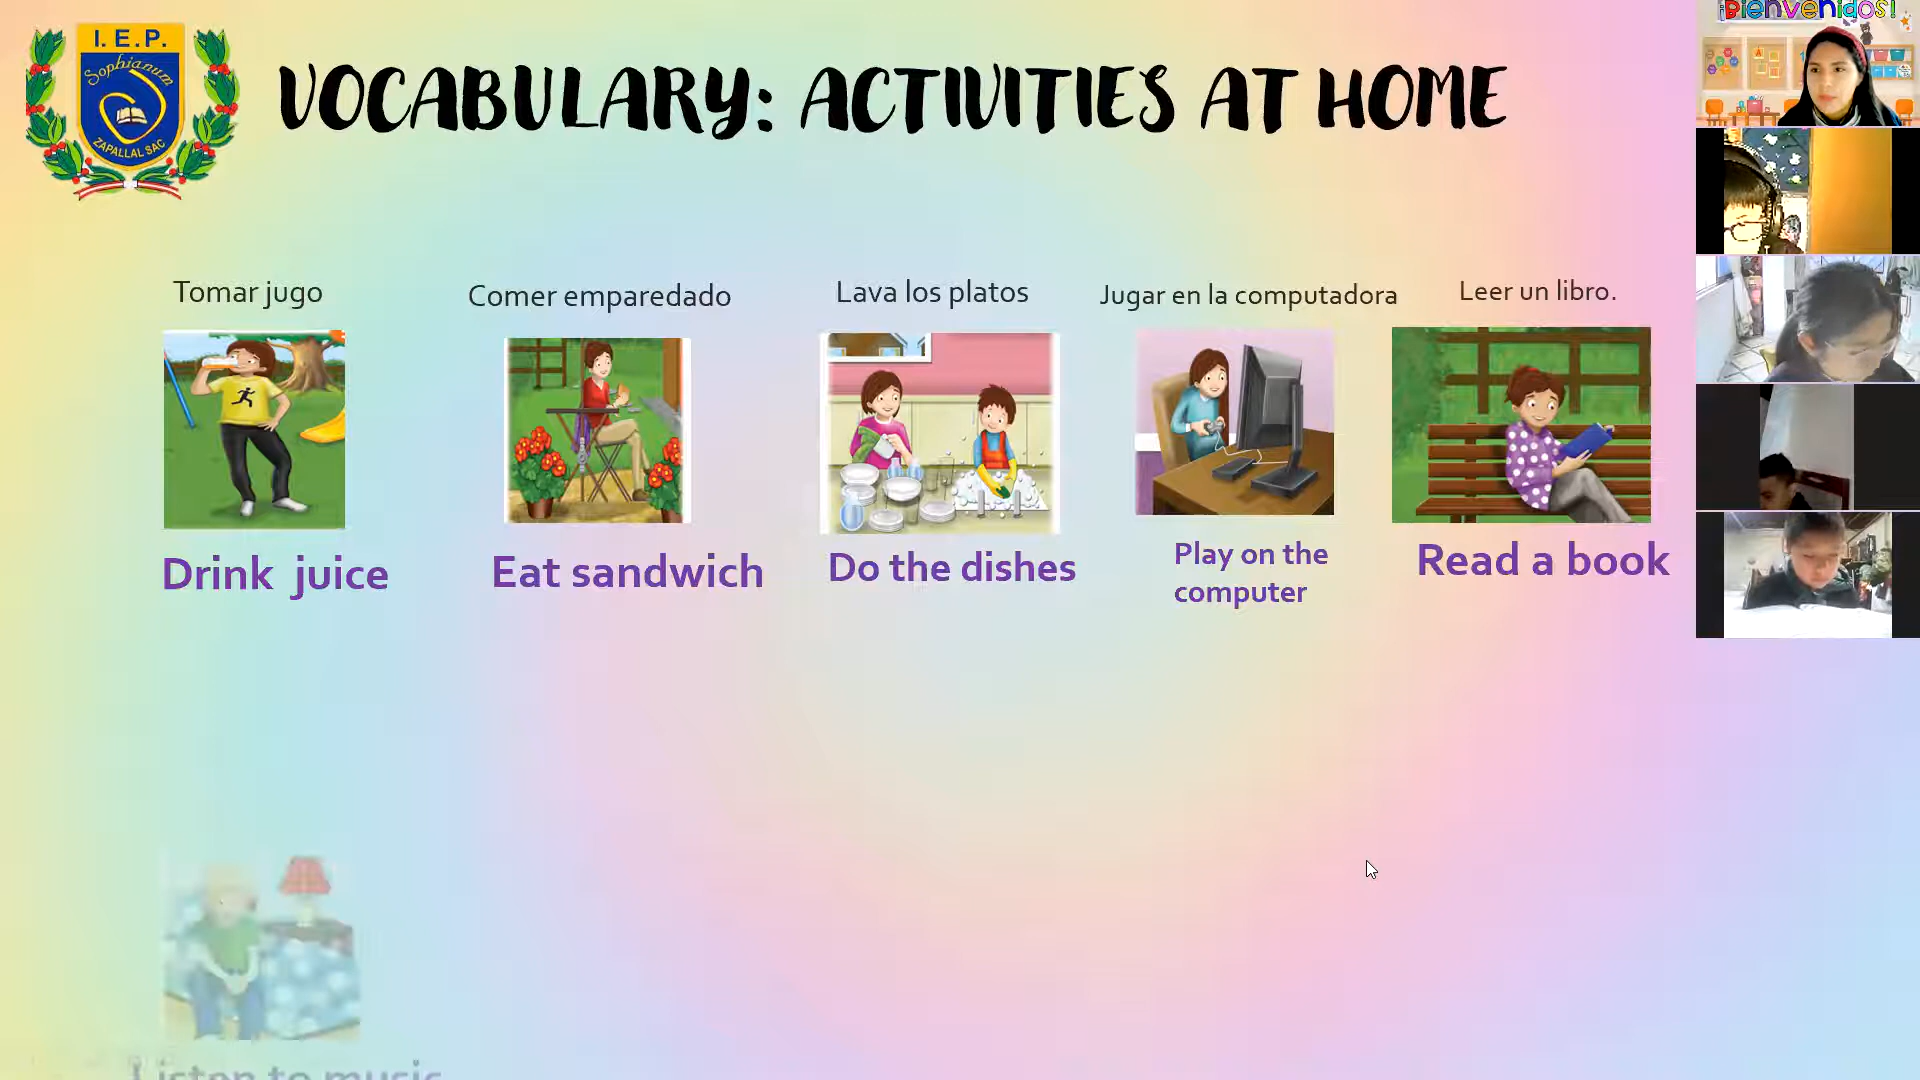 I. E. P.
Sophianum
ZAPALLAL SAC
VOCABULARY: ACTIVITIES AT HOME
¡Bienvenidos!
Tomar jugo
Comer emparedado
Lava los platos
Jugar en la computadora
Leer un libro.
Drink juice
Eat sandwich
Do the dishes
Play on the
computer
Read a book
Listen to music